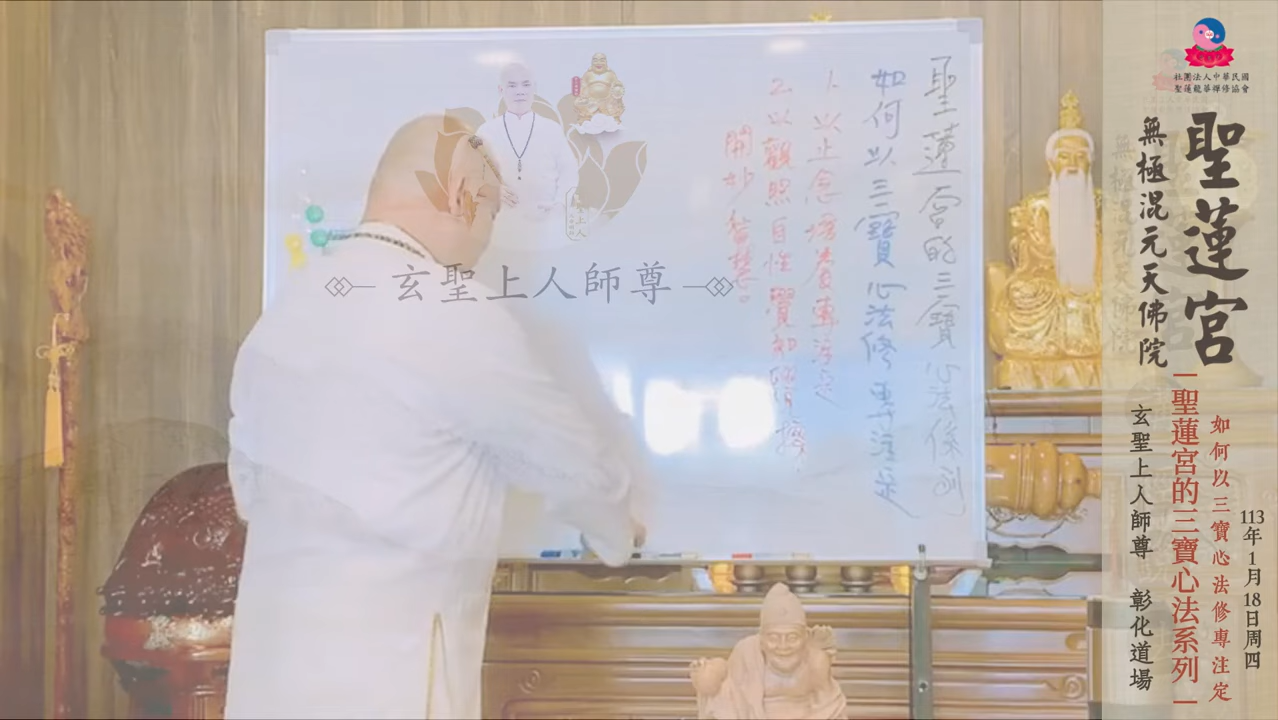 聖蓮宮的三寶心法係列
如何以三寶心法修專注定
1.以止念培養專注定
2.以觀照自性覺知
開妙智慧。
玄聖上人師尊
社團法人中華民國
聖蓮龍華禪修協會
聖蓮宮
無極混元天佛院
113年1月18日周四
如何以三寶心法修專注定
聖蓮宮的三寶心法系列
玄聖上人師尊 彰化道場